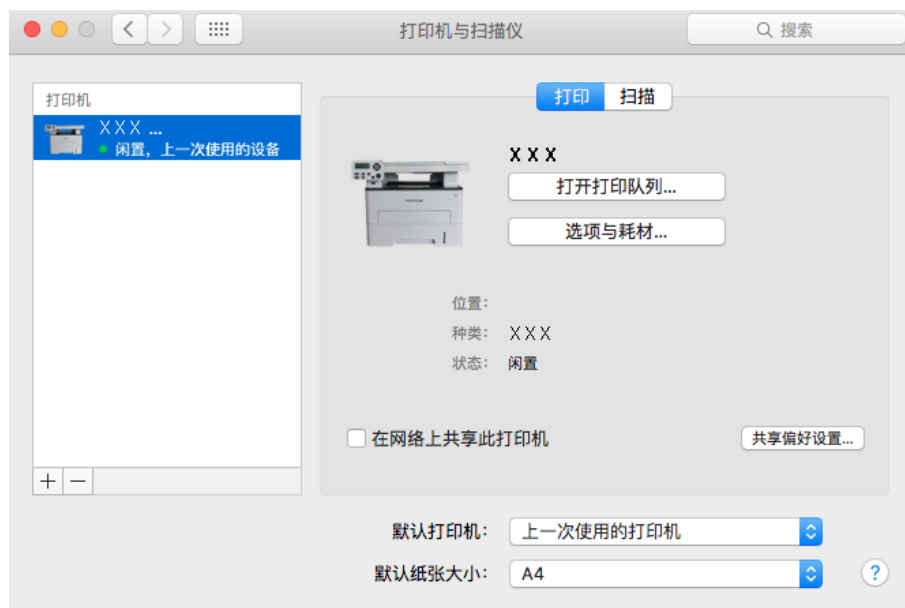 打印机与扫描仪
搜索
打印机
XXX ...
闲置，上一次使用的设备
打印 扫描
XXX
打开打印队列...
选项与耗材...
位置：
种类： XXX
状态： 闲置
在网络上共享此打印机
共享偏好设置...
默认打印机： 上一次使用的打印机
默认纸张大小： A4
?